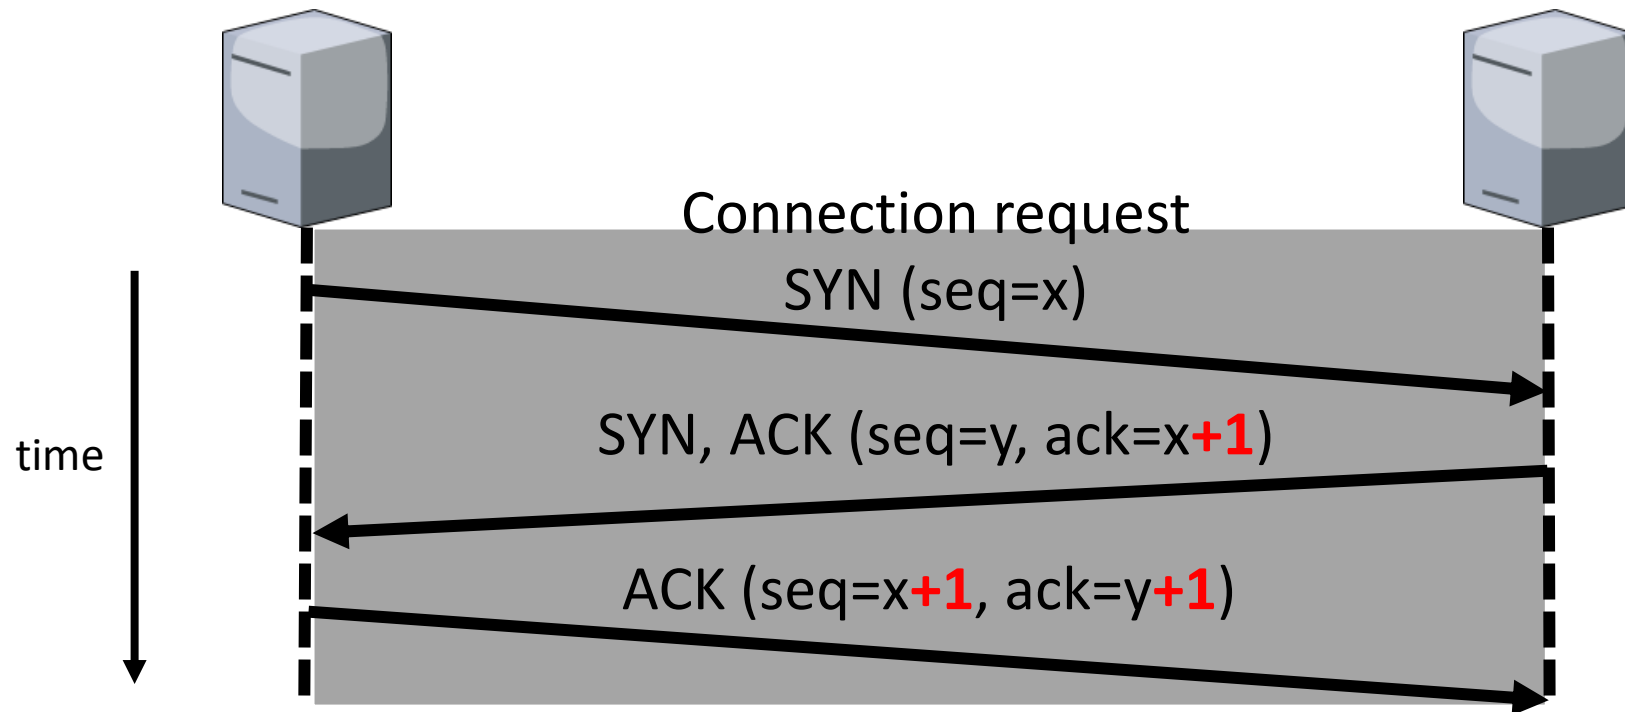 Connection request
SYN (seq=x)
SYN, ACK (seq=y, ack=x+1)
time
ACK (seq=x+1, ack=y+1)